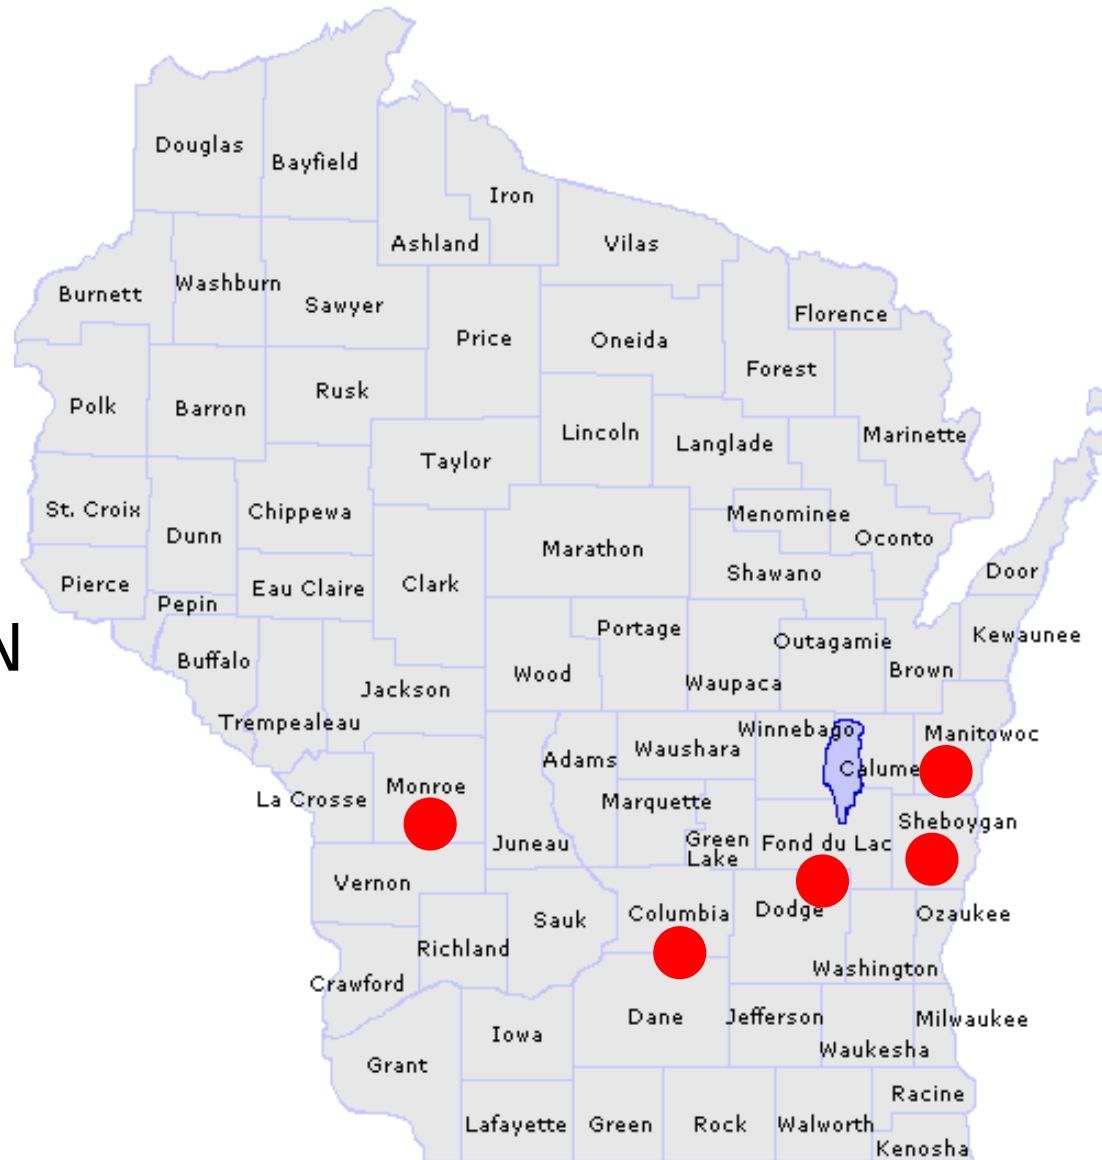 Douglas
Bayfield
Iron
Ashland
Vilas
Burnett
Washburn
Sawyer
Florence
Price
Oneida
Forest
Rusk
Polk
Barron
Lincoln
Langlade
Marinette
Taylor
St. Croix
Chippewa
Menominee
Dunn
Oconto
Marathon
Pierce
Eau Claire
Clark
Shawano
Door
Pepin
Portage
Outagamie
Kewaunee
N
Buffalo
Wood
Waupaca
Brown
Jackson
Trempealeau
Winnebago
Manitowoc
Adams
Waushara
Calume
Monroe
La Crosse
Marquette
Sheboygan
Juneau
Green
Lake
Fond du Lac
Vernon
Columbia
Dodge
Ozaukee
Sauk
Richland
Washington
Crawford
Dane
Jefferson
Milwaukee
Iowa
Waukesha
Grant
Racine
Lafayette
Green
Rock
Walworth
Kenosha